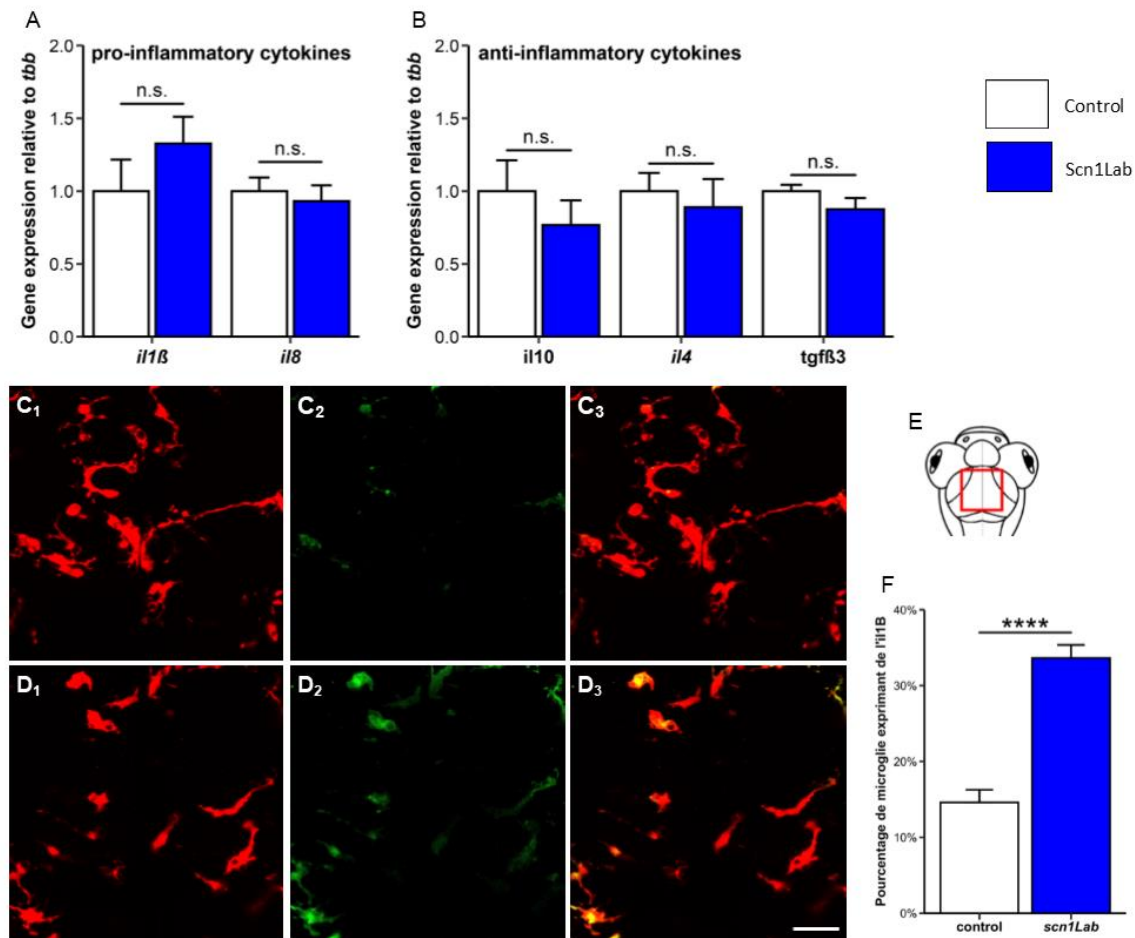 A
pro-inflammatory cytokines
Gene expression relative to tbb
2.0
1.5
1.0
0.5
0.0
n.s.
n.s.
il1ß
il8
B
anti-inflammatory cytokines
Gene expression relative to tbb
2.0
1.5
1.0
0.5
0.0
n.s.
n.s.
n.s.
il10
il4
tgfß3
Control
Scn1Lab
C1
C2
C3
D1
D2
D3
E
F
Pourcentage de microglie exprimant de l'il1B
40%
30%
20%
10%
0%
****
control
scn1Lab